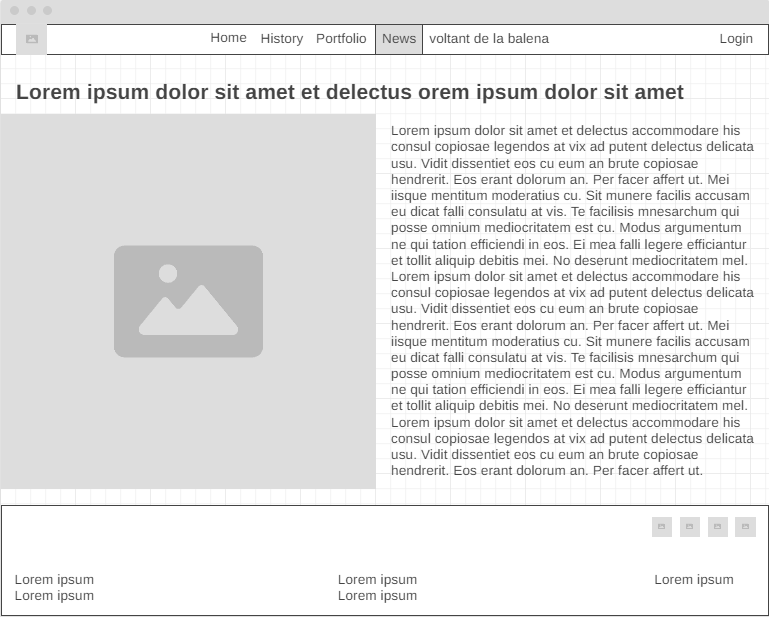 Home History Portfolio News voltant de la balena Login
Lorem ipsum dolor sit amet et delectus orem ipsum dolor sit amet
Lorem ipsum dolor sit amet et delectus accommodare his
consul copiosae legendos at vix ad putent delectus delicata
usu. Vidit dissentiet eos cu eum an brute copiosae
hendrerit. Eos erant dolorum an. Per facer affert ut. Mei
iisque mentitum moderatius cu. Sit munere facilis accusam
eu dicat falli consulatu at vis. Te facilisis mnesarchum qui
posse omnium mediocritatem est cu. Modus argumentum
ne qui tation efficiendi in eos. Ei mea falli legere efficiantur
et tollit aliquip debitis mei. No deserunt mediocritatem mel.
Lorem ipsum dolor sit amet et delectus accommodare his
consul copiosae legendos at vix ad putent delectus delicata
usu. Vidit dissentiet eos cu eum an brute copiosae
hendrerit. Eos erant dolorum an. Per facer affert ut. Mei
iisque mentitum moderatius cu. Sit munere facilis accusam
eu dicat falli consulatu at vis. Te facilisis mnesarchum qui
posse omnium mediocritatem est cu. Modus argumentum
ne qui tation efficiendi in eos. Ei mea falli legere efficiantur
et tollit aliquip debitis mei. No deserunt mediocritatem mel.
Lorem ipsum dolor sit amet et delectus accommodare his
consul copiosae legendos at vix ad putent delectus delicata
usu. Vidit dissentiet eos cu eum an brute copiosae
hendrerit. Eos erant dolorum an. Per facer affert ut.
Lorem ipsum Lorem ipsum Lorem ipsum
Lorem ipsum Lorem ipsum